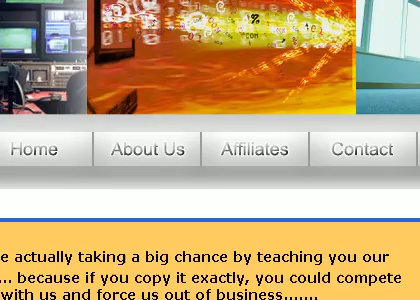 Home About Us Affiliates Contact
e actually taking a big chance by teaching you our
... because if you copy it exactly, you could compete
with us and force us out of business.......